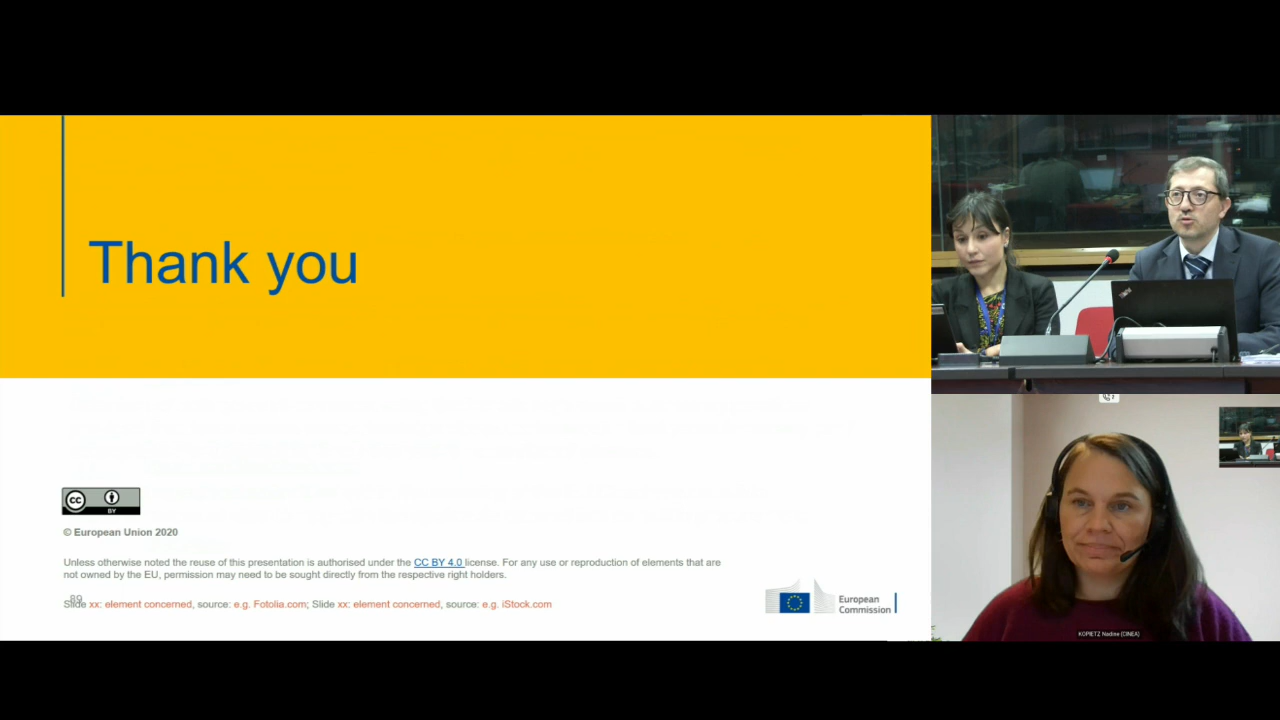 Thank you
cc
BY
© European Union 2020
Unless otherwise noted the reuse of this presentation is authorised under the CC BY 4.0 license. For any use or reproduction of elements that are
not owned by the EU, permission may need to be sought directly from the respective right holders.
89
Slide xx: element concerned, source: e.g. Fotolia.com; Slide xx: element concerned, source: e.g. iStock.com
European
Commission
KOPIETZ Nadine (CINEA)